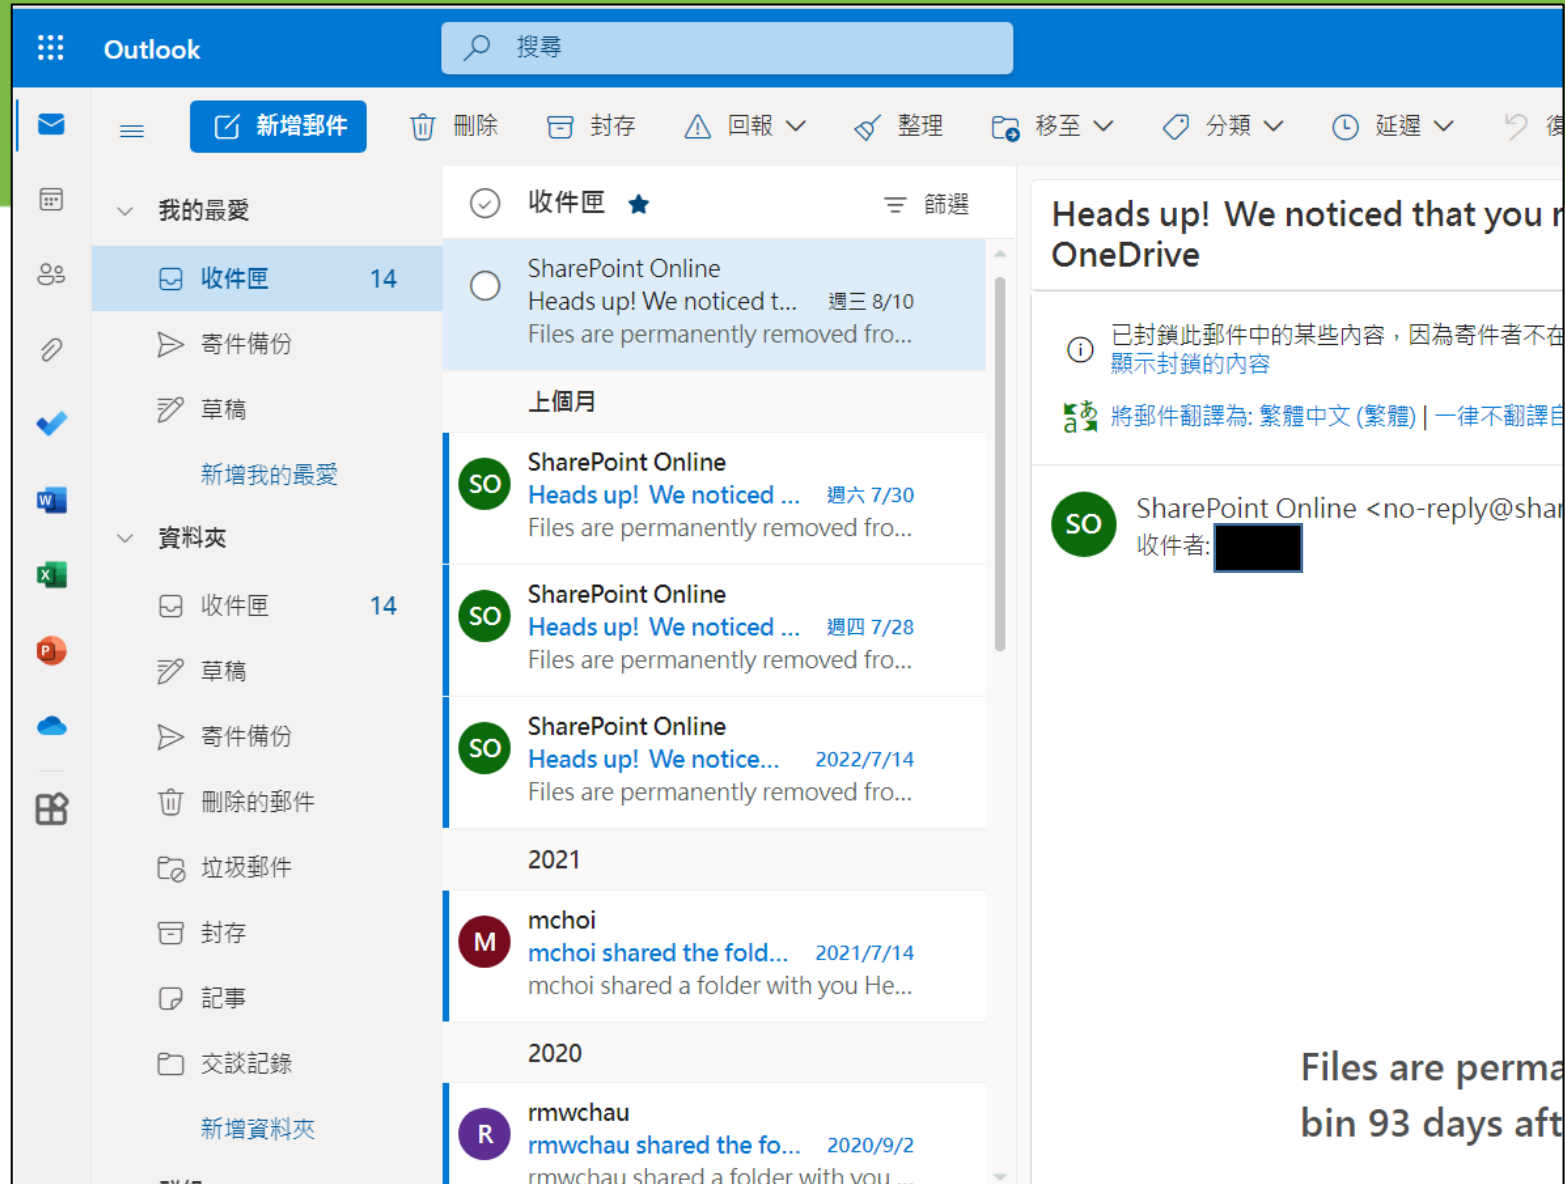 Outlook
搜尋
新增郵件
刪除
封存
回報
整理
移至
分類
延遲
我的最愛
收件匣 14
寄件備份
草稿
新增我的最愛
資料夾
收件匣 14
草稿
寄件備份
刪除的郵件
垃圾郵件
封存
記事
交談記錄
新增資料夾
收件匣
篩選
SharePoint Online
Heads up! We noticed t... 週三 8/10
Files are permanently removed fro...
上個月
SO
SharePoint Online
Heads up! We noticed ... 週六 7/30
Files are permanently removed fro...
SO
SharePoint Online
Heads up! We noticed ... 週四 7/28
Files are permanently removed fro...
SO
SharePoint Online
Heads up! We notice... 2022/7/14
Files are permanently removed fro...
2021
M
mchoi
mchoi shared the fold... 2021/7/14
mchoi shared a folder with you He...
2020
R
rmwchau
rmwchau shared the fo... 2020/9/2
rmwchau shared a folder with you ...
Heads up! We noticed that you
OneDrive
已封鎖此郵件中的某些內容，因為寄件者不在
顯示封鎖的內容
將郵件翻譯為: 繁體中文 (繁體) | 一律不翻譯自
SO
SharePoint Online <no-reply@shar
收件者:
Files are perma
bin 93 days aft